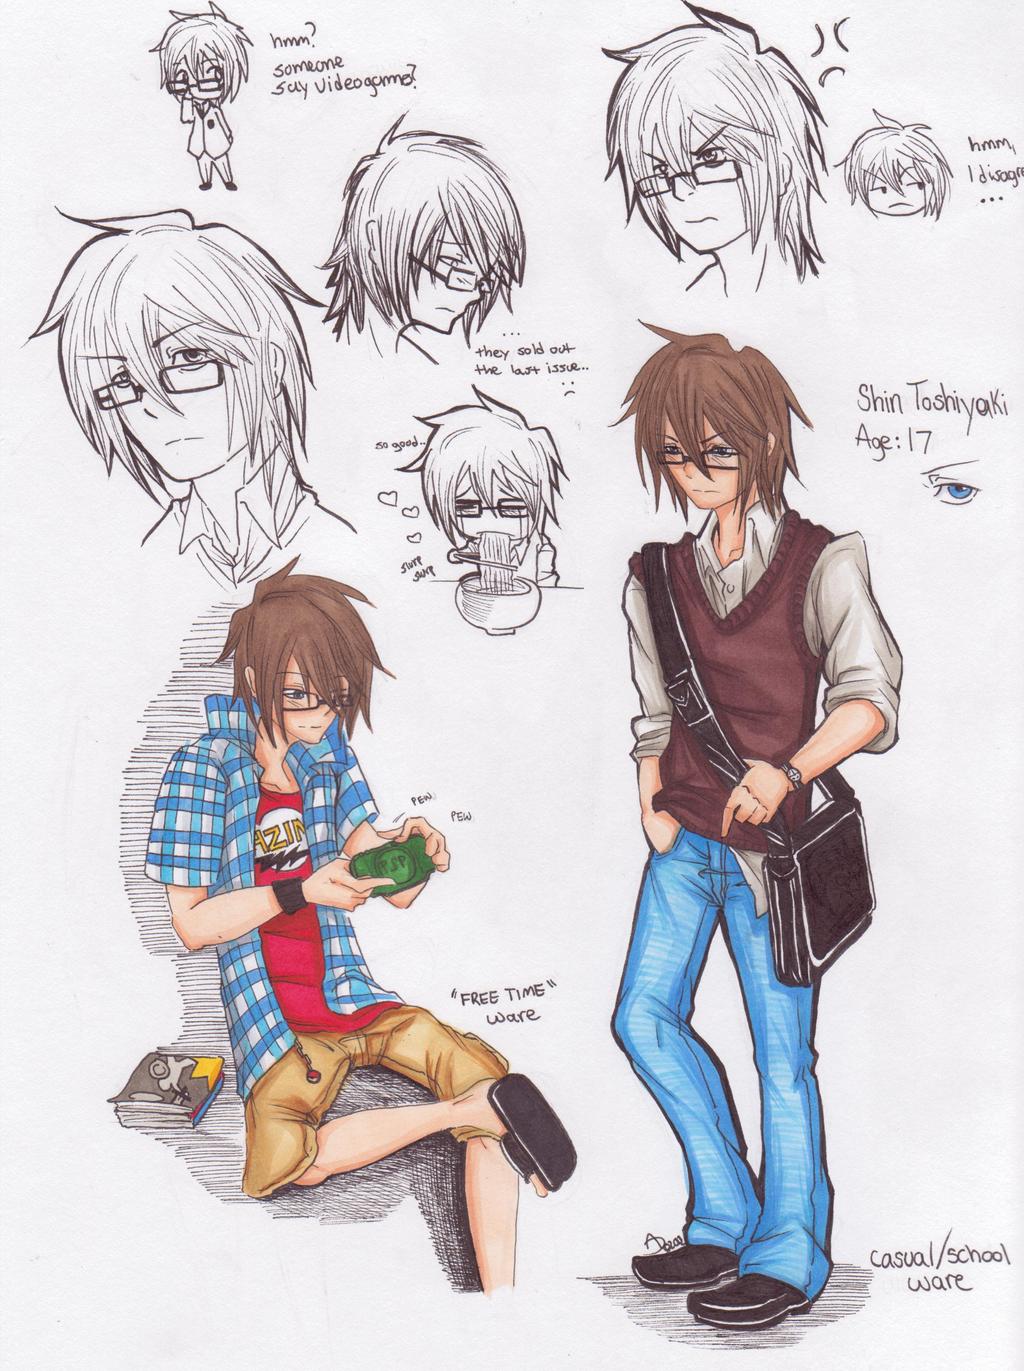 hmm?
someone
say videogame?
hmm,
I disagre
...
...
they sold out
the last issue..
:(
so good..
slurp
slurp
Shin Toshiyaki
Age: 17
AZIN
PEW
PEW
PSP
"FREE TIME"
ware
casual/school
ware